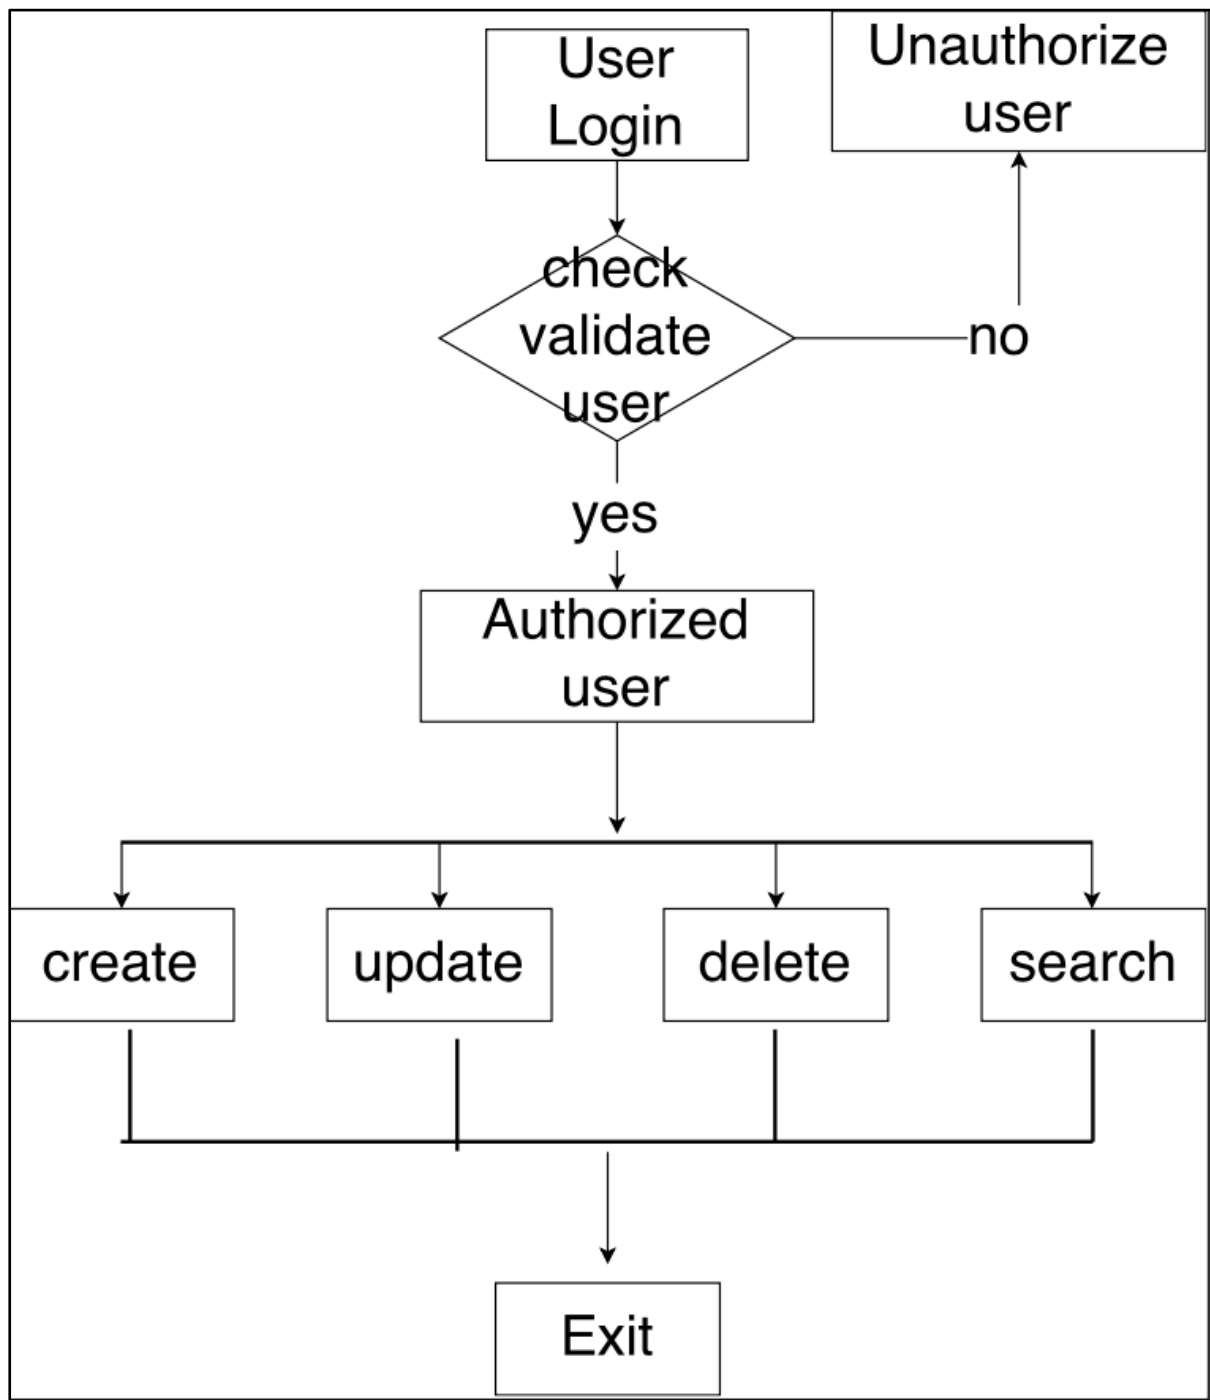 User
Login
Unauthorize
user
check
validate
user
no
yes
Authorized
user
create
update
delete
search
Exit